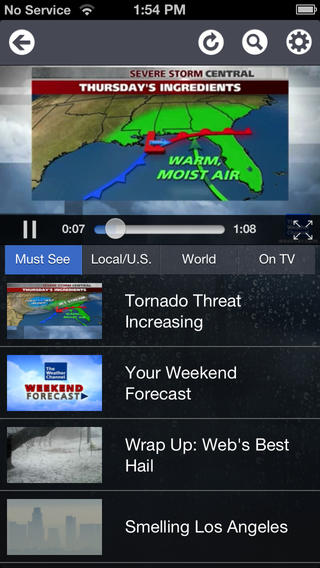 No Service 1:54 PM
SEVERE STORM CENTRAL
THURSDAY'S INGREDIENTS
L
WARM,
MOIST AIR
0:07 1:08
Must See Local/U.S. World On TV
Tornado Threat
Increasing
The
Weather
Channel
WEEKEND
FORECAST
Your Weekend
Forecast
Wrap Up: Web's Best
Hail
Smelling Los Angeles